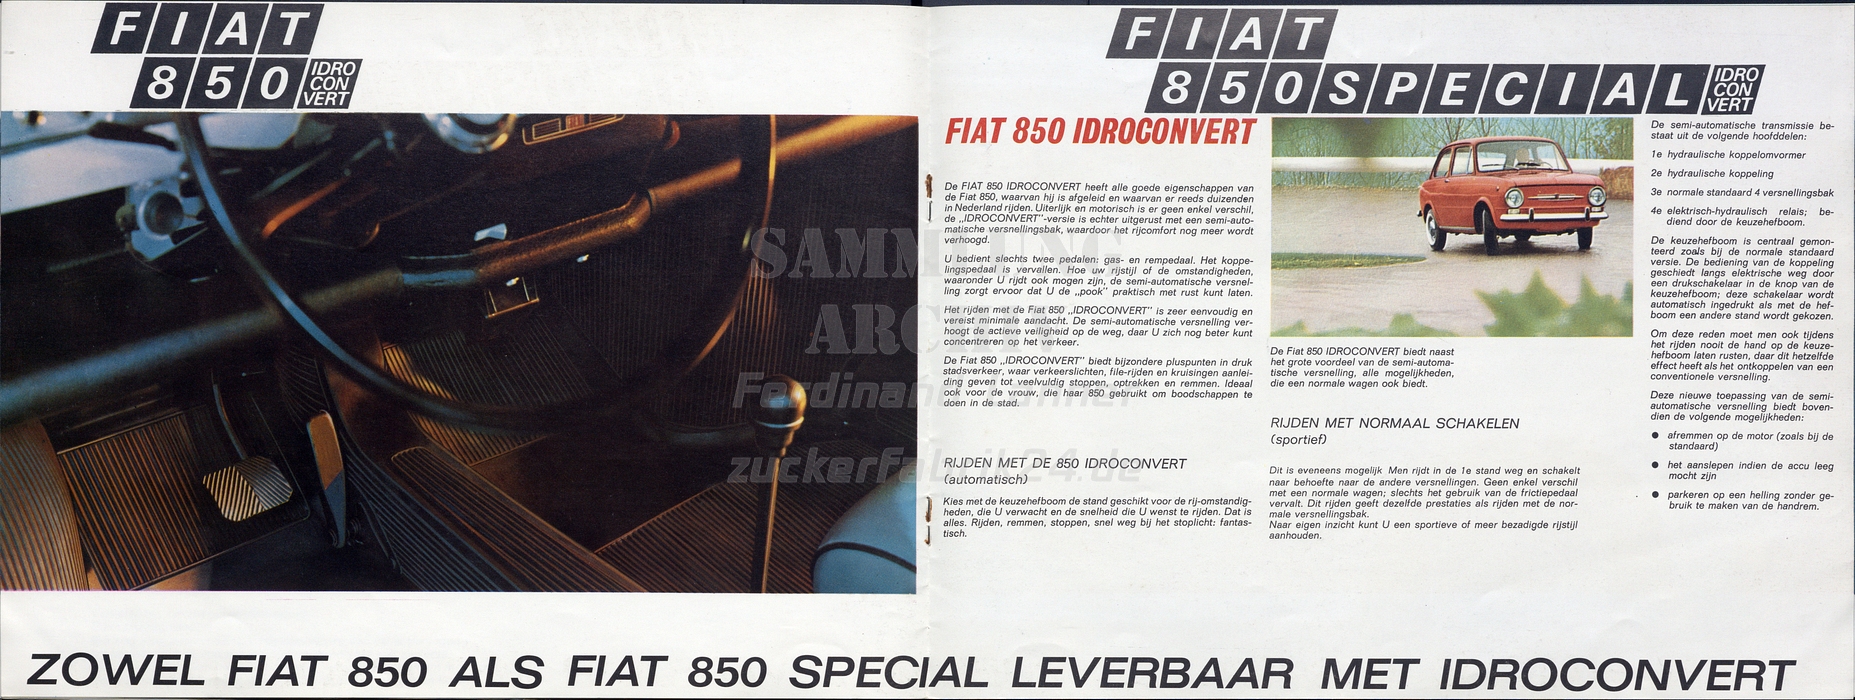 FIAT
850 IDRO CON VERT
FIAT
850 SPECIAL IDRO CON VERT
FIAT 850 IDROCONVERT
De FIAT 850 IDROCONVERT heeft alle goede eigenschappen van
de Fiat 850, waarvan hij is afgeleid en waarvan er reeds duizenden
in Nederland rijden. Uiterlijk en motorisch is er geen enkel verschil,
de „IDROCONVERT"-versie is echter uitgerust met een semi-auto-
matische versnellingsbak, waardoor het rijcomfort nog meer wordt
verhoogd.
U bedient slechts twee pedalen: gas- en rempedaal. Het koppe-
lingspedaal is vervallen. Hoe uw rijstijl of de omstandigheden,
waaronder U rijdt ook mogen zijn, de semi-automatische versnel-
ling zorgt ervoor dat U de „pook" praktisch met rust kunt laten.
Het rijden met de Fiat 850 „IDROCONVERT" is zeer eenvoudig en
vereist minimale aandacht. De semi-automatische versnelling ver-
hoogt de actieve veiligheid op de weg, daar U zich nog beter kunt
concentreren op het verkeer.
De Fiat 850 „IDROCONVERT" biedt bijzondere pluspunten in druk
stadsverkeer, waar verkeerslichten, file-rijden en kruisingen aanlei-
ding geven tot veelvuldig stoppen, optrekken en remmen. Ideaal
ook voor de vrouw, die haar 850 gebruikt om boodschappen te
doen in de stad.
RIJDEN MET DE 850 IDROCONVERT
(automatisch)
Kies met de keuzehefboom de stand geschikt voor de rij-omstandig-
heden, die U verwacht en de snelheid die U wenst te rijden. Dat is
alles. Rijden, remmen, stoppen, snel weg bij het stoplicht: fantas-
tisch.
De Fiat 850 IDROCONVERT biedt naast
het grote voordeel van de semi-automa-
tische versnelling, alle mogelijkheden,
die een normale wagen ook biedt.
RIJDEN MET NORMAAL SCHAKELEN
(sportief)
Dit is eveneens mogelijk Men rijdt in de 1e stand weg en schakelt
naar behoefte naar de andere versnellingen. Geen enkel verschil
met een normale wagen; slechts het gebruik van de frictiepedaal
vervalt. Dit rijden geeft dezelfde prestaties als rijden met de nor-
male versnellingsbak.
Naar eigen inzicht kunt U een sportieve of meer bezadigde rijstijl
aanhouden.
De semi-automatische transmissie be-
staat uit de volgende hoofddelen:
1e hydraulische koppelomvormer
2e hydraulische koppeling
3e normale standaard 4 versnellingsbak
4e elektrisch-hydraulisch relais; be-
diend door de keuzehefboom.
De keuzehefboom is centraal gemon-
teerd zoals bij de normale standaard
versie. De bediening van de koppeling
geschiedt langs elektrische weg door
een drukschakelaar in de knop van de
keuzehefboom; deze schakelaar wordt
automatisch ingedrukt als met de hef-
boom een andere stand wordt gekozen.
Om deze reden moet men ook tijdens
het rijden nooit de hand op de keuze-
hefboom laten rusten, daar dit hetzelfde
effect heeft als het ontkoppelen van een
conventionele versnelling.
Deze nieuwe toepassing van de semi-
automatische versnelling biedt boven-
dien de volgende mogelijkheden:
● afremmen op de motor (zoals bij de
standaard)
● het aanslepen indien de accu leeg
mocht zijn
● parkeren op een helling zonder ge-
bruik te maken van de handrem.
SAMMLUNG
ARCHIV
zuckerfabrik24.de
ZOWEL FIAT 850 ALS FIAT 850 SPECIAL LEVERBAAR MET IDROCONVERT